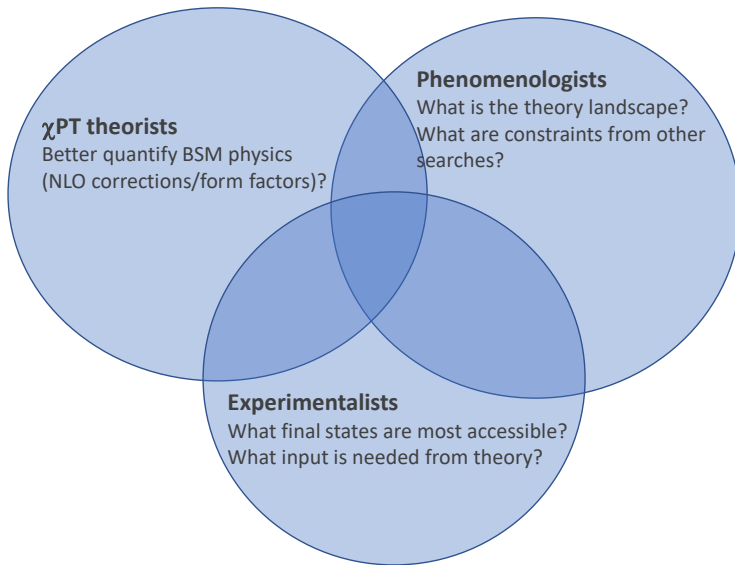 χPT theorists
Better quantify BSM physics
(NLO corrections/form factors)?
Phenomenologists
What is the theory landscape?
What are constraints from other
searches?
Experimentalists
What final states are most accessible?
What input is needed from theory?